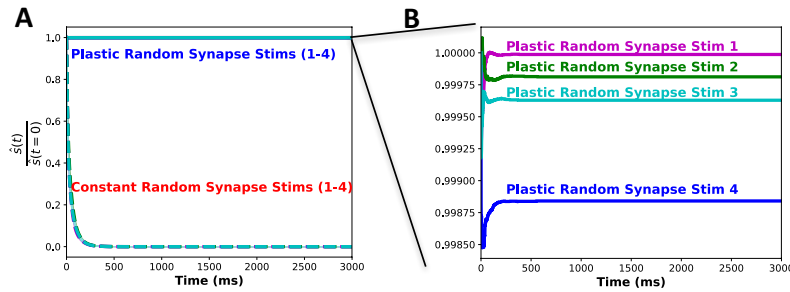 A
1.0
0.8
0.6
0.4
0.2
0.0
ŝ(t)
ŝ(t = 0)
Plastic Random Synapse Stims (1-4)
Constant Random Synapse Stims (1-4)
0
500
1000
1500
2000
2500
3000
Time (ms)
B
1.00000
0.99975
0.99950
0.99925
0.99900
0.99875
0.99850
Plastic Random Synapse Stim 1
Plastic Random Synapse Stim 2
Plastic Random Synapse Stim 3
Plastic Random Synapse Stim 4
0
500
1000
1500
2000
2500
3000
Time (ms)